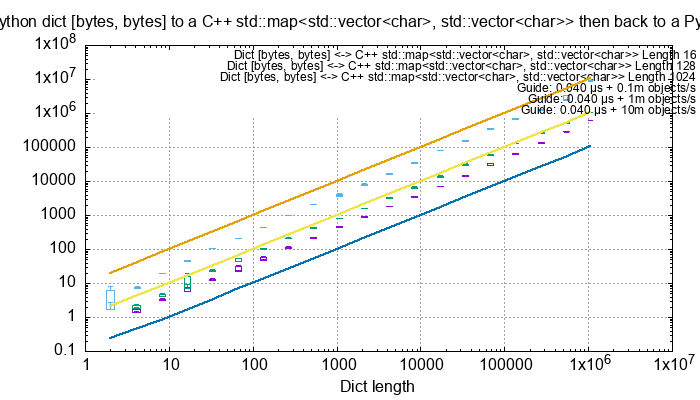 ython dict [bytes, bytes] to a C++ std::map<std::vector<char>, std::vector<char>> then back to a Py
1x10^8
1x10^7
1x10^6
100000
10000
1000
100
10
1
0.1
Dict [bytes, bytes] <-> C++ std::map<std::vector<char>, std::vector<char>> Length 16
Dict [bytes, bytes] <-> C++ std::map<std::vector<char>, std::vector<char>> Length 128
Dict [bytes, bytes] <-> C++ std::map<std::vector<char>, std::vector<char>> Length 1024
Guide: 0.040 µs + 0.1m objects/s
Guide: 0.040 µs + 1m objects/s
Guide: 0.040 µs + 10m objects/s
1 10 100 1000 10000 100000 1x10^6 1x10^7
Dict length